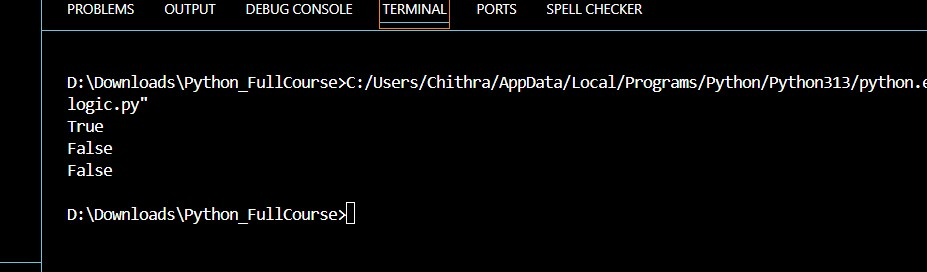 PROBLEMS OUTPUT DEBUG CONSOLE TERMINAL PORTS SPELL CHECKER
D:\Downloads\Python_FullCourse>C:/Users/Chithra/AppData/Local/Programs/Python/Python313/python.e
logic.py"
True
False
False
D:\Downloads\Python_FullCourse>